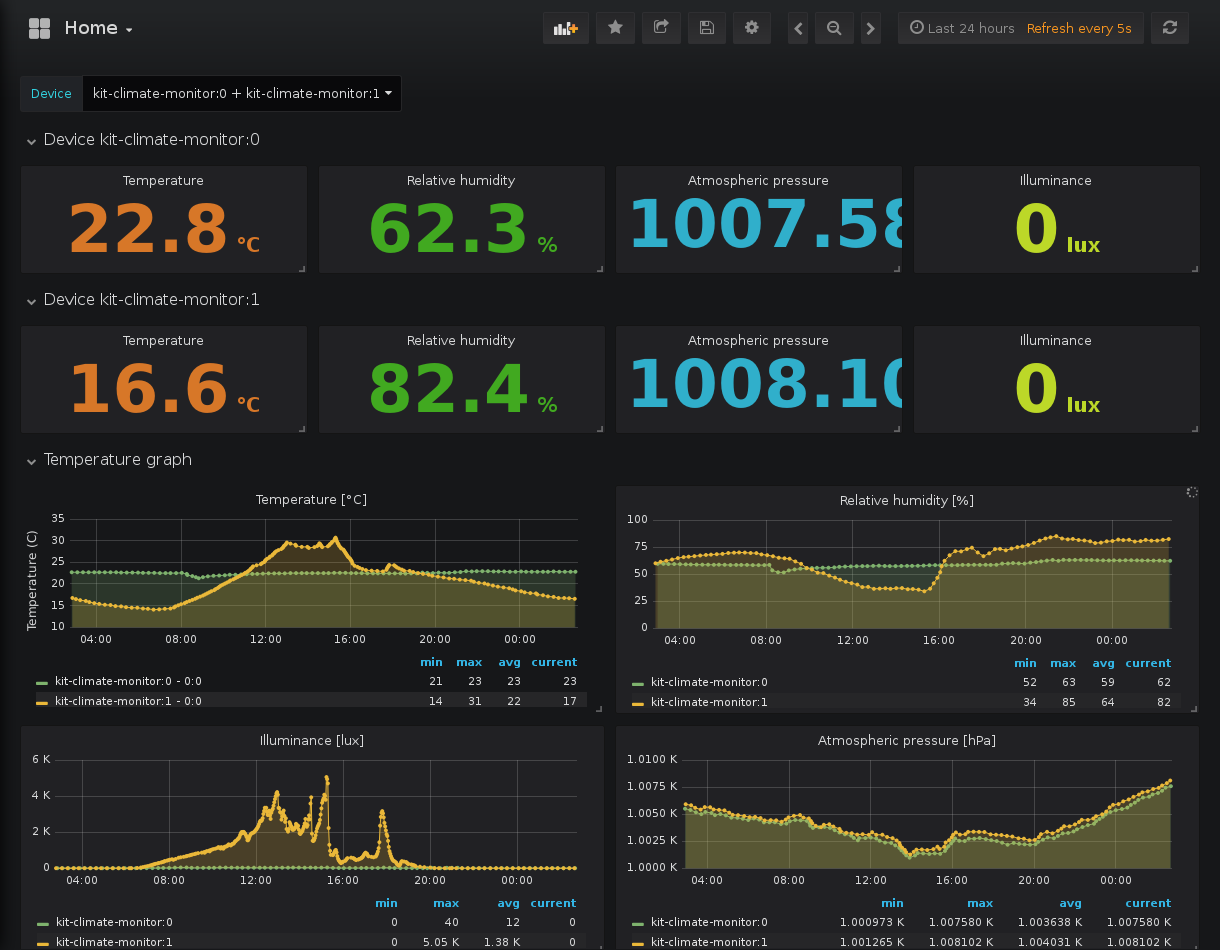 Home
Last 24 hours Refresh every 5s
Device kit-climate-monitor:0 + kit-climate-monitor:1
Device kit-climate-monitor:0
Temperature
22.8 °C
Relative humidity
62.3 %
Atmospheric pressure
1007.58
Illuminance
0 lux
Device kit-climate-monitor:1
Temperature
16.6 °C
Relative humidity
82.4 %
Atmospheric pressure
1008.10
Illuminance
0 lux
Temperature graph
Temperature [°C]
Temperature (C)
35
30
25
20
15
10
04:00 08:00 12:00 16:00 20:00 00:00
min max avg current
kit-climate-monitor:0 - 0:0 21 23 23 23
kit-climate-monitor:1 - 0:0 14 31 22 17
Relative humidity [%]
100
75
50
25
0
04:00 08:00 12:00 16:00 20:00 00:00
min max avg current
kit-climate-monitor:0 52 63 59 62
kit-climate-monitor:1 34 85 64 82
Illuminance [lux]
6 K
4 K
2 K
0
04:00 08:00 12:00 16:00 20:00 00:00
min max avg current
kit-climate-monitor:0 0 40 12 0
kit-climate-monitor:1 0 5.05 K 1.38 K 0
Atmospheric pressure [hPa]
1.0100 K
1.0075 K
1.0050 K
1.0025 K
1.0000 K
04:00 08:00 12:00 16:00 20:00 00:00
min max avg current
kit-climate-monitor:0 1.000973 K 1.007580 K 1.003638 K 1.007580 K
kit-climate-monitor:1 1.001265 K 1.008102 K 1.004031 K 1.008102 K